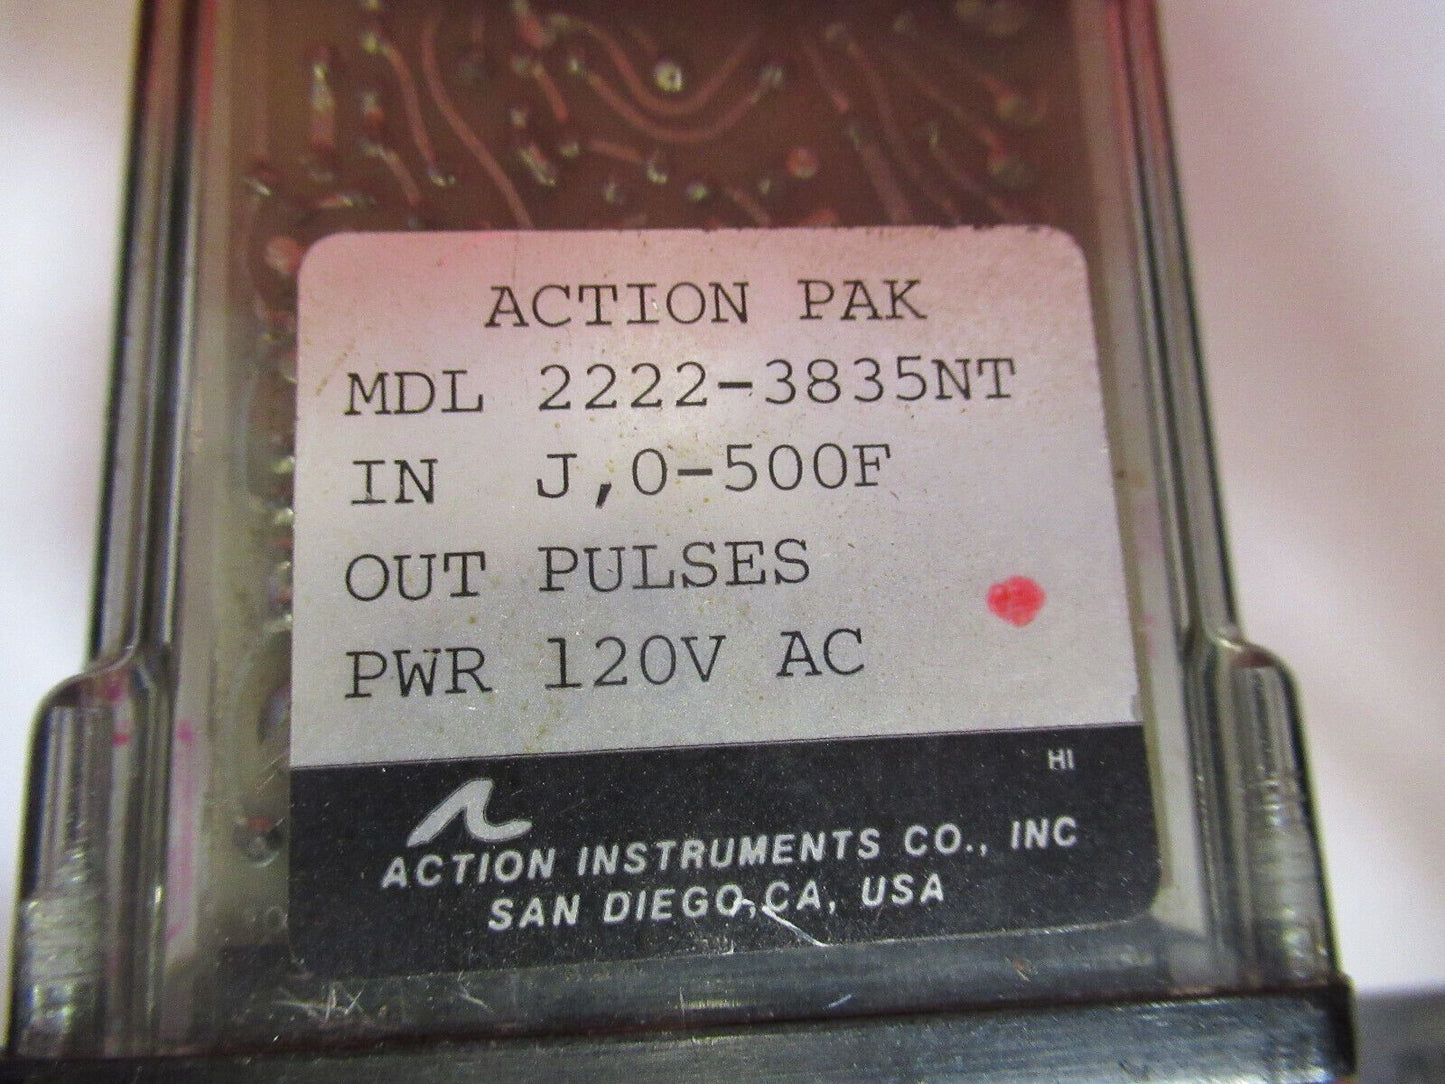 ACTION PAK
MDL 2222-3835NT
IN J,0-500F
OUT PULSES
PWR 120V AC
HI
ACTION INSTRUMENTS CO., INC
SAN DIEGO,CA, USA